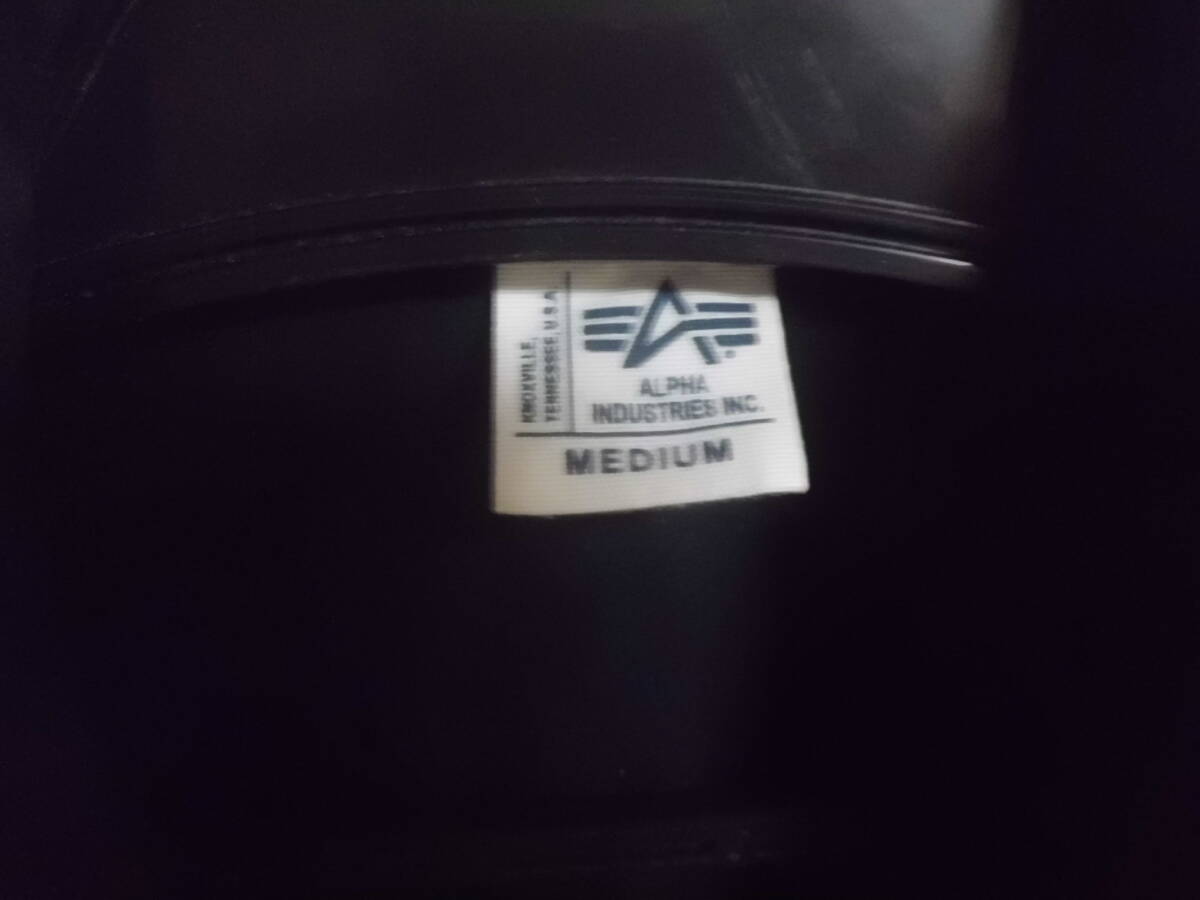 KNOXVILLE,
TENNESSEE, U.S.A.
ALPHA
INDUSTRIES INC.
MEDIUM